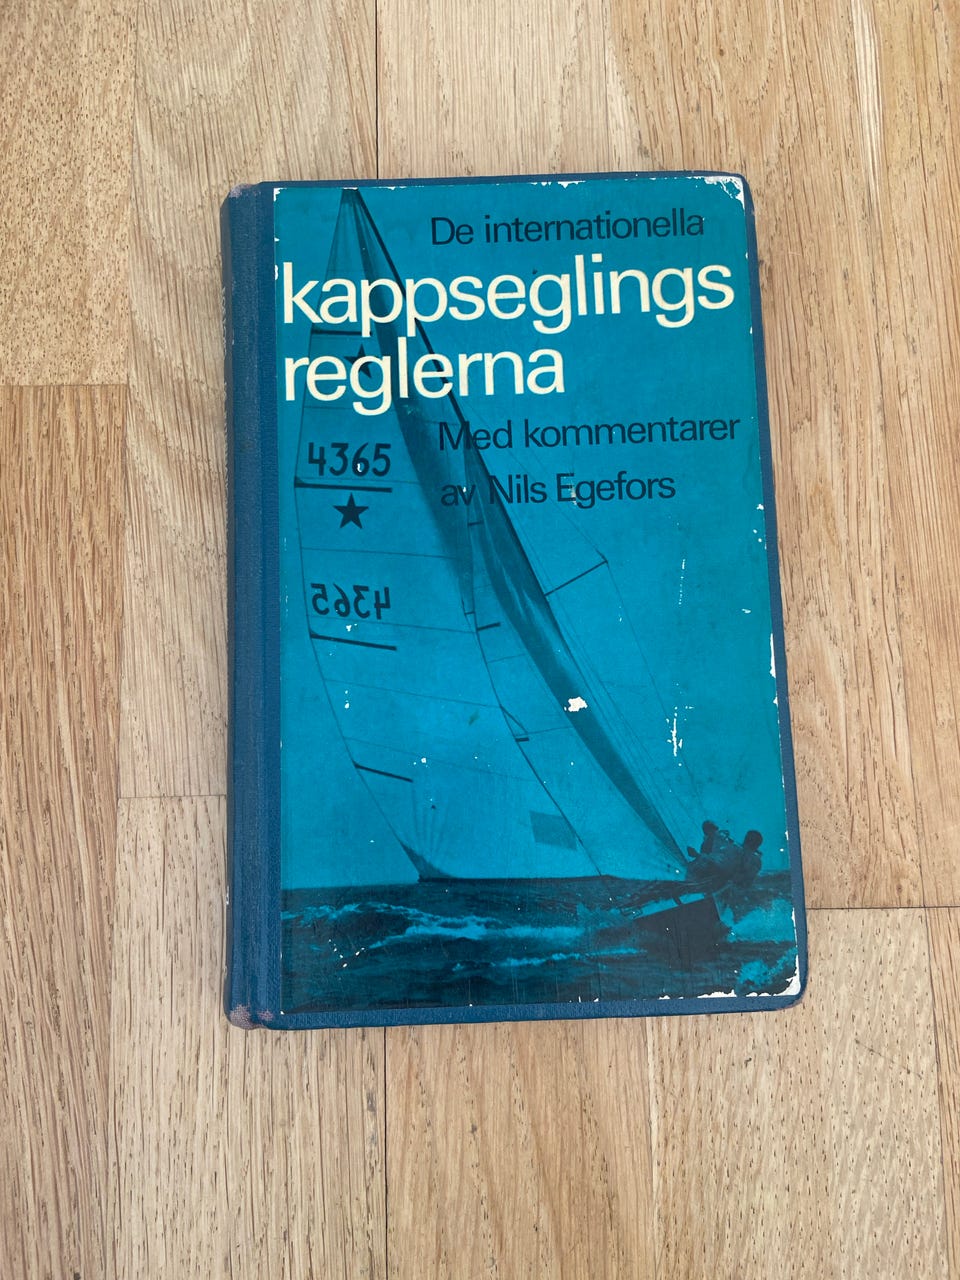 De internationella
kappseglings
reglerna
Med kommentarer
av Nils Egefors
4365
4365